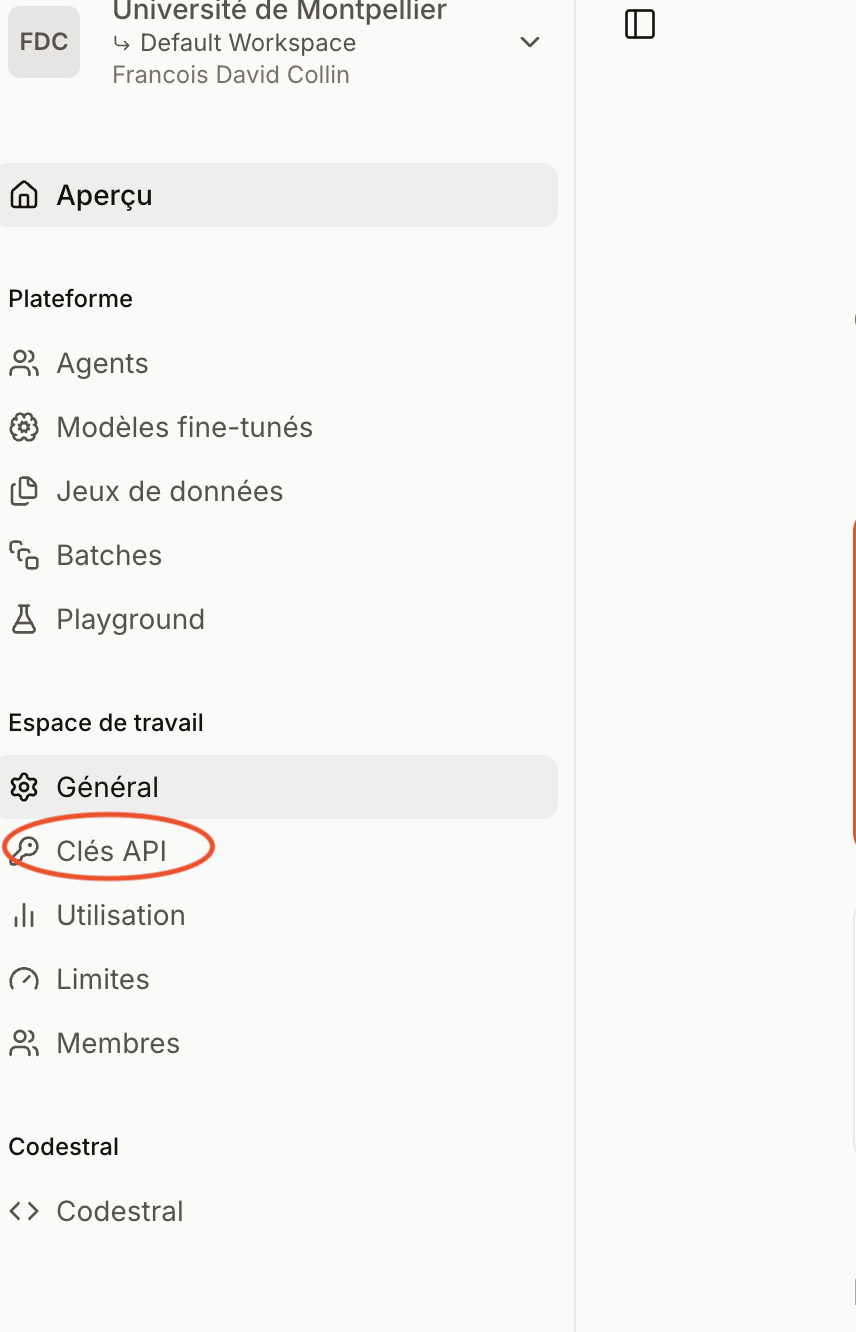 Université de Montpellier
FDC
↳ Default Workspace
Francois David Collin
Aperçu
Plateforme
Agents
Modèles fine-tunés
Jeux de données
Batches
Playground
Espace de travail
Général
Clés API
Utilisation
Limites
Membres
Codestral
Codestral